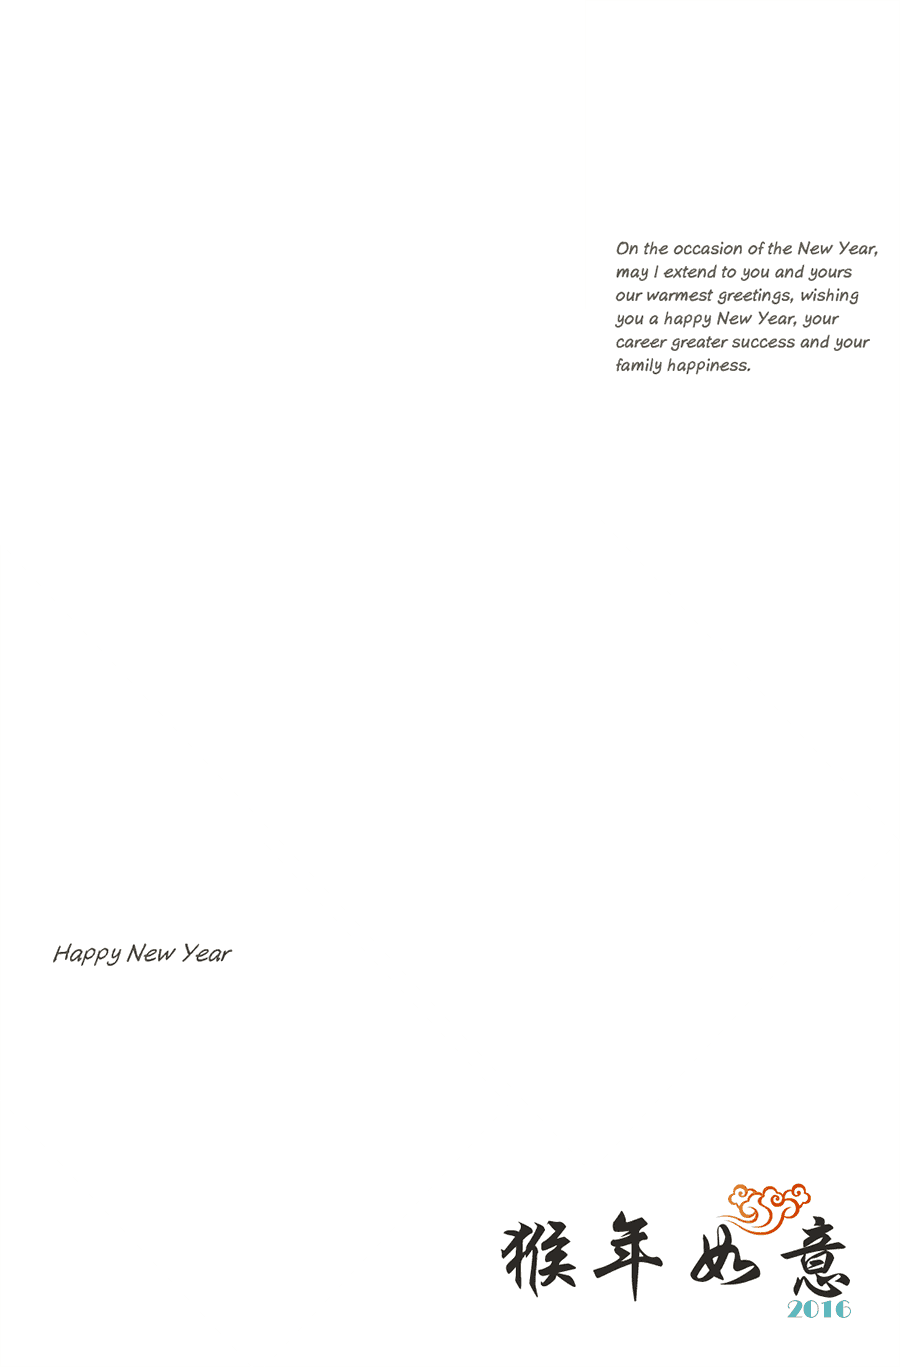 On the occasion of the New Year,
may I extend to you and yours
our warmest greetings, wishing
you a happy New Year, your
career greater success and your
family happiness.
Happy New Year
猴年如意
2016